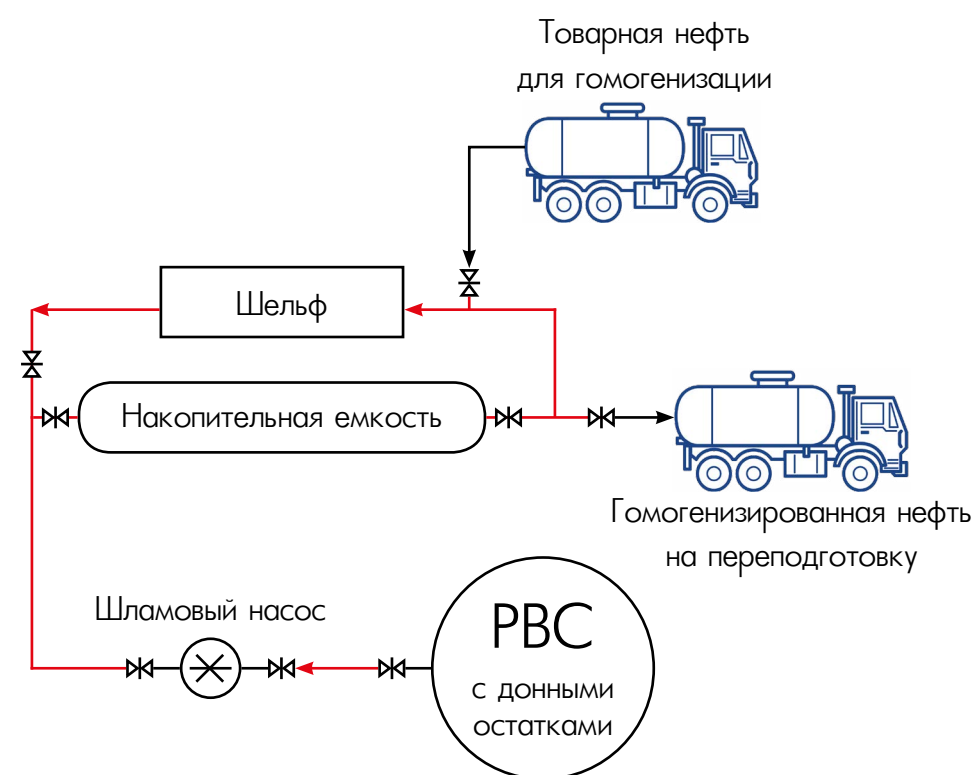 Товарная нефть
для гомогенизации
Шельф
Накопительная емкость
Гомогенизированная нефть
на переподготовку
Шламовый насос
РВС
с донными
остатками